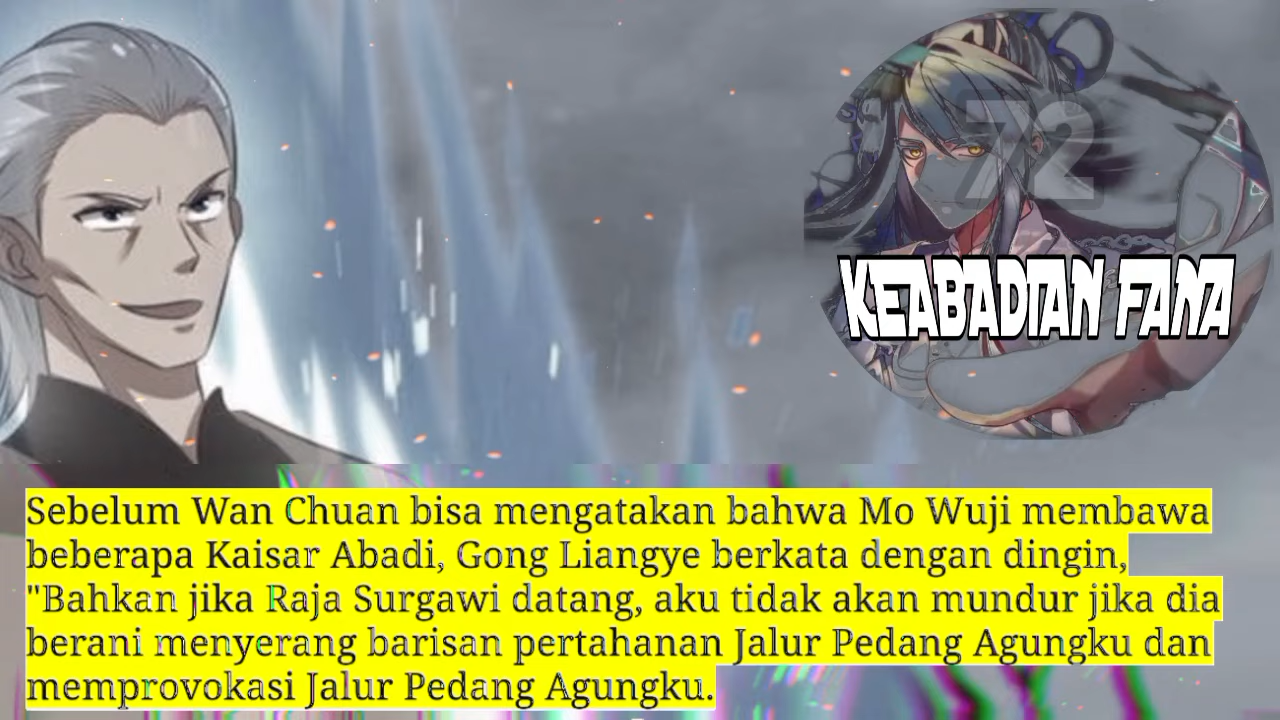 72
KEABADIAN FANA
Sebelum Wan Chuan bisa mengatakan bahwa Mo Wuji membawa
beberapa Kaisar Abadi, Gong Liangye berkata dengan dingin,
"Bahkan jika Raja Surgawi datang, aku tidak akan mundur jika dia
berani menyerang barisan pertahanan Jalur Pedang Agungku dan
memprovokasi Jalur Pedang Agungku.